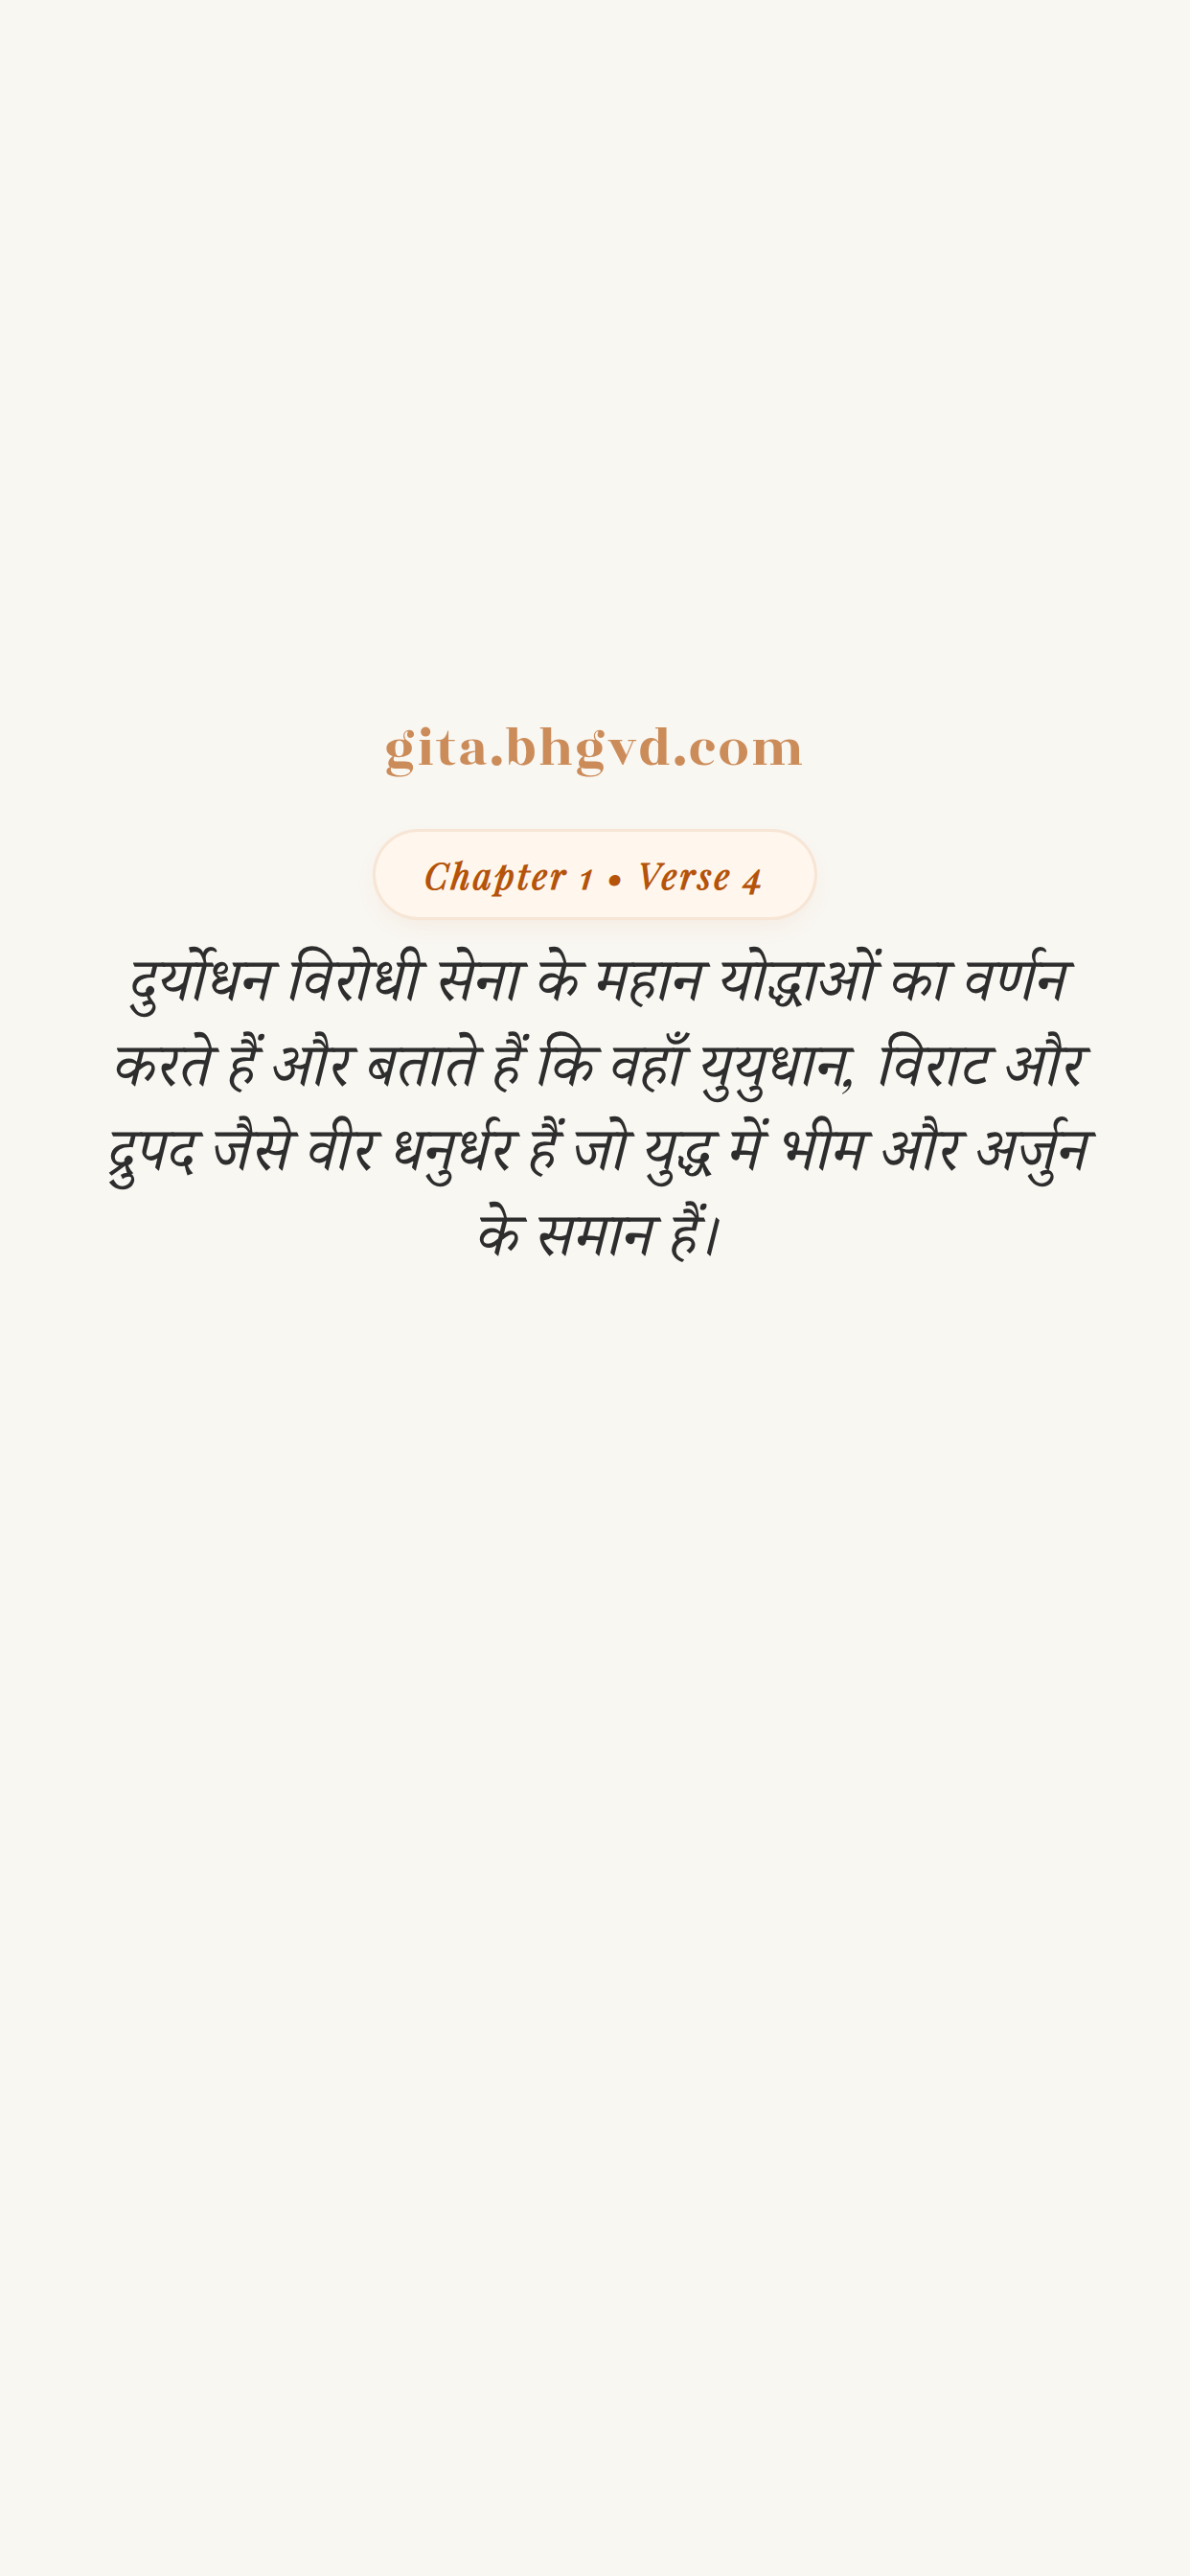 gita.bhgvd.com
Chapter 1 • Verse 4
दुर्योधन विरोधी सेना के महान योद्धाओं का वर्णन
करते हैं और बताते हैं कि वहाँ युयुधान, विराट और
द्रुपद जैसे वीर धनुर्धर हैं जो युद्ध में भीम और अर्जुन
के समान हैं।